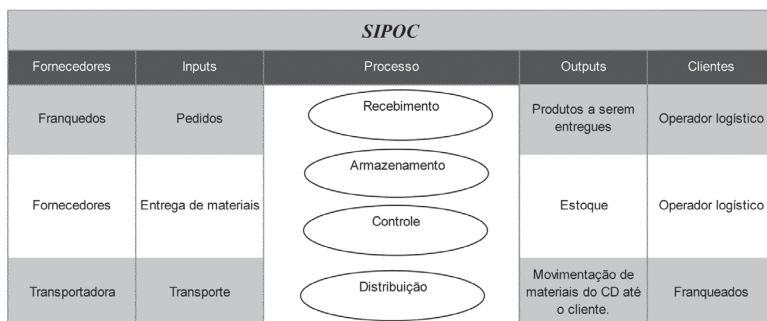 SIPOC
Fornecedores Inputs Processo Outputs Clientes
Franquedos Pedidos Recebimento Produtos a serem
entregues Operador logístico
Armazenamento
Fornecedores Entrega de materiais Controle Estoque Operador logístico
Transportadora Transporte Distribuição Movimentação de
materiais do CD até
o cliente. Franqueados